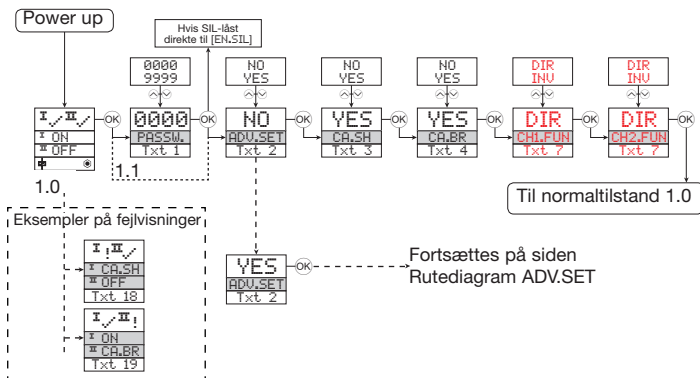 Power up
Hvis SIL-låst
direkte til [EN.SIL]
0000
9999
NO
YES
NO
YES
NO
YES
DIR
INV
DIR
INV
I / II /
I ON
II OFF
OK
0000
PASSW.
Txt 1
OK
NO
ADV.SET
Txt 2
OK
YES
CA.SH
Txt 3
OK
YES
CA.BR
Txt 4
OK
DIR
CH1.FUN
Txt 7
OK
DIR
CH2.FUN
Txt 7
OK
1.0
1.1
Til normaltilstand 1.0
Eksempler på fejlvisninger
I ! II /
I CA.SH
II OFF
Txt 18
I / II !
I ON
II CA.BR
Txt 19
YES
ADV.SET
Txt 2
OK
Fortsættes på siden
Rutediagram ADV.SET